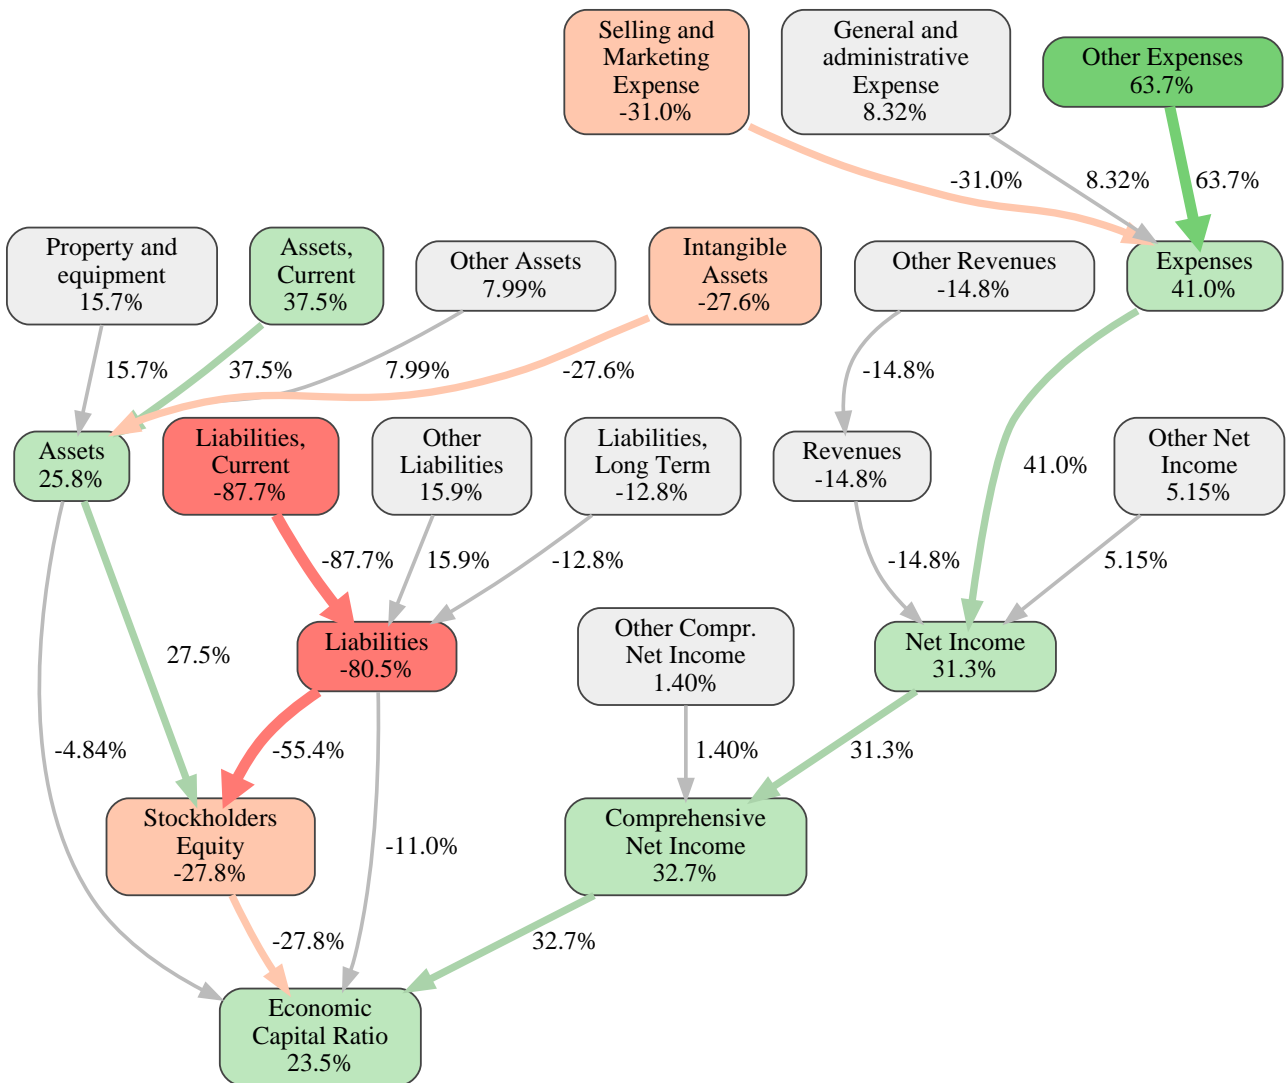 Selling and
Marketing
Expense
-31.0%
General and
administrative
Expense
8.32%
Other Expenses
63.7%
-31.0%
8.32%
63.7%
Property and
equipment
15.7%
Assets,
Current
37.5%
Other Assets
7.99%
Intangible
Assets
-27.6%
Other Revenues
-14.8%
Expenses
41.0%
15.7%
37.5%
7.99%
-27.6%
-14.8%
41.0%
Assets
25.8%
Liabilities,
Current
-87.7%
Other
Liabilities
15.9%
Liabilities,
Long Term
-12.8%
Revenues
-14.8%
Other Net
Income
5.15%
-87.7%
15.9%
-12.8%
-14.8%
5.15%
27.5%
Liabilities
-80.5%
Other Compr.
Net Income
1.40%
Net Income
31.3%
-4.84%
-55.4%
1.40%
31.3%
Stockholders
Equity
-27.8%
-11.0%
Comprehensive
Net Income
32.7%
-27.8%
32.7%
Economic
Capital Ratio
23.5%